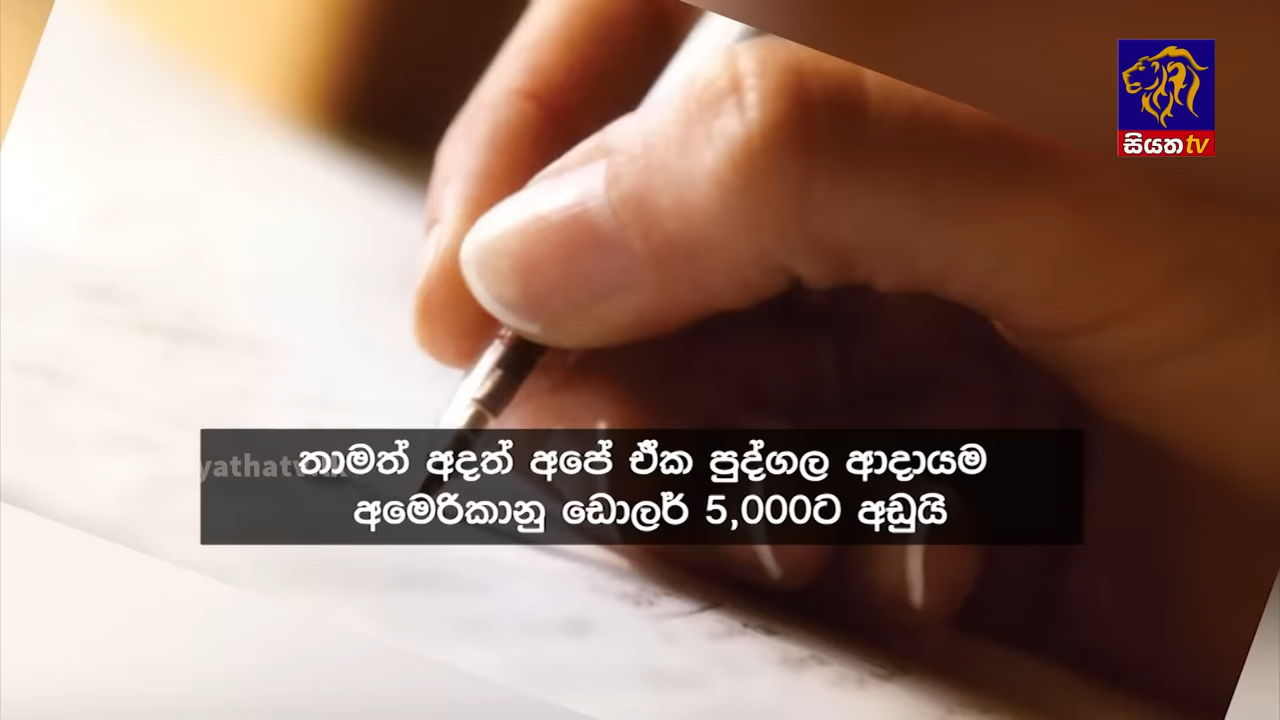 සියත tv
තාමත් අදත් අපේ ඒක පුද්ගල ආදායම
අමෙරිකානු ඩොලර් 5,000ට අඩුයි